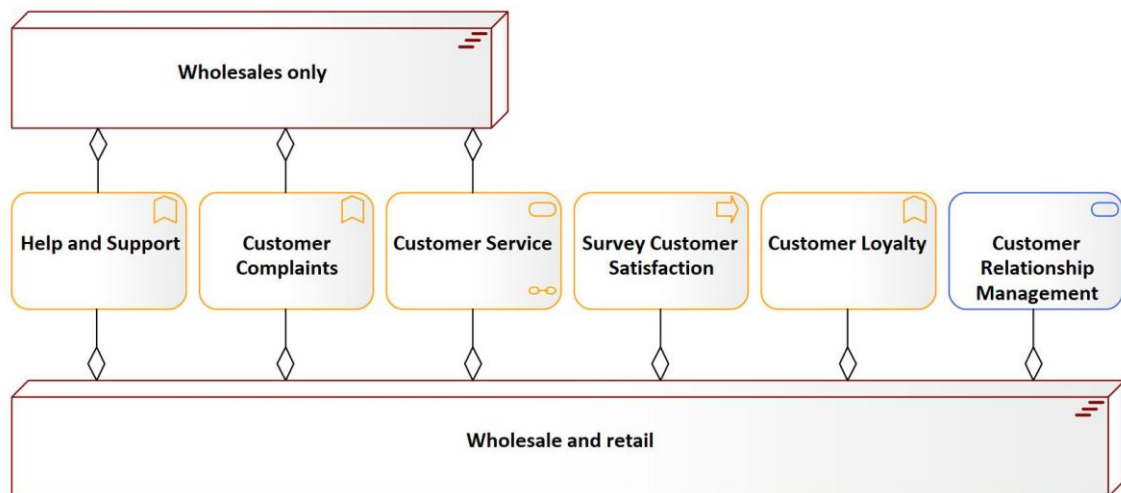 Wholesales only
Help and Support
Customer
Complaints
Customer Service
Survey Customer
Satisfaction
Customer Loyalty
Customer
Relationship
Management
Wholesale and retail